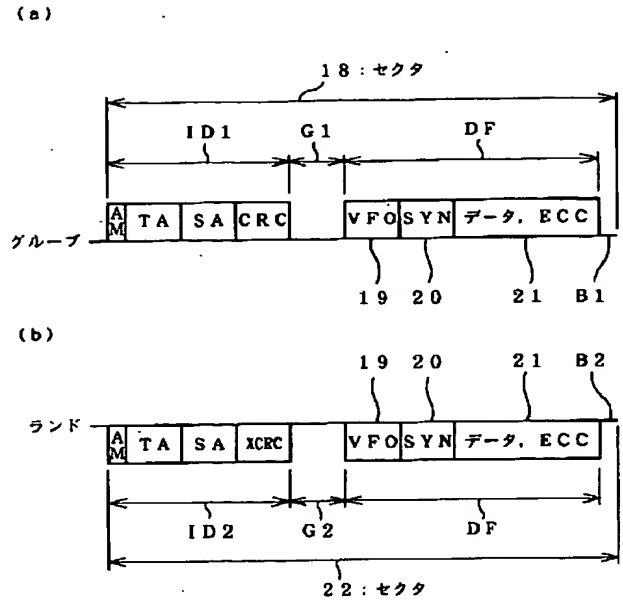 (a)
18:セクタ
ID1 G1 DF
AM TA SA CRC VFO SYN データ, ECC
グルーブ
19 20 21 B1
(b)
19 20 21 B2
ランド
AM TA SA XCRC VFO SYN データ, ECC
ID2 G2 DF
22:セクタ